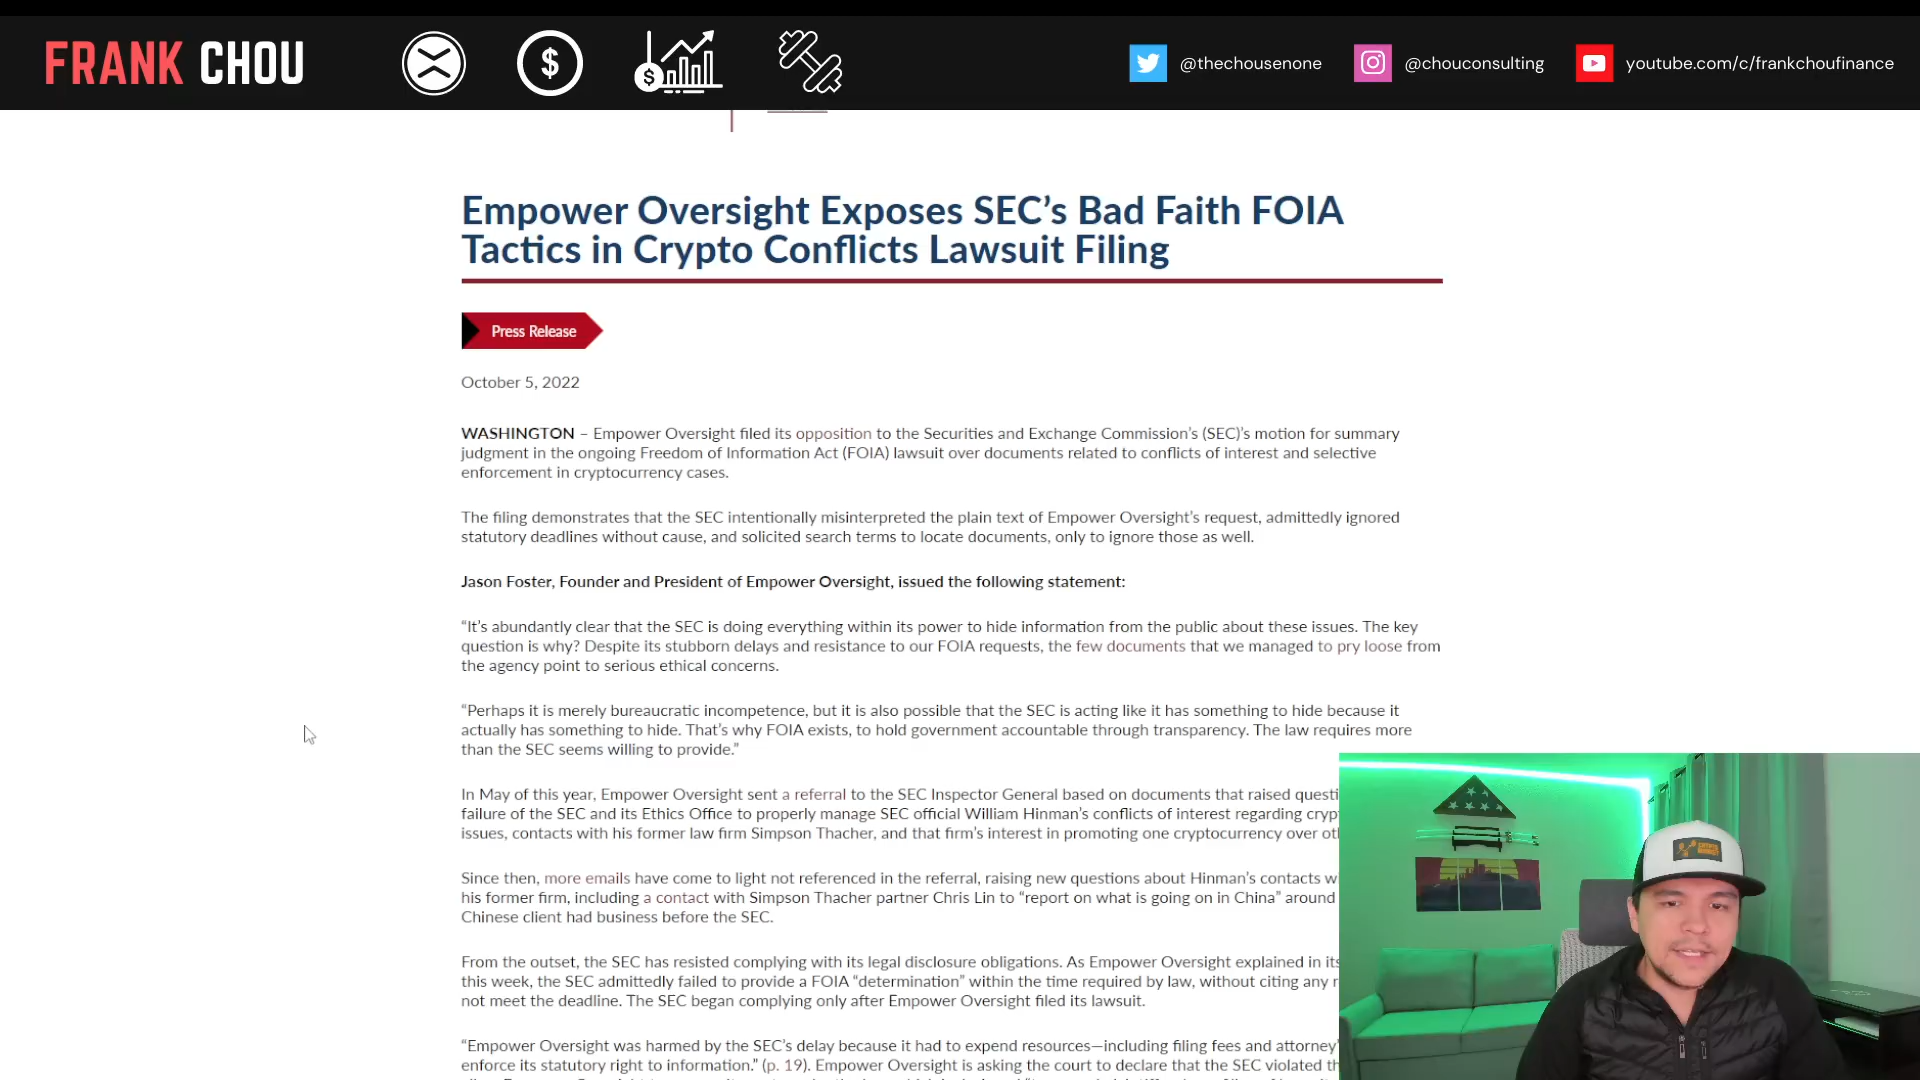 FRANK CHOU
@thechousenone
@chouconsulting
youtube.com/c/frankchoufinance
Empower Oversight Exposes SEC’s Bad Faith FOIA
Tactics in Crypto Conflicts Lawsuit Filing
Press Release
October 5, 2022
WASHINGTON – Empower Oversight filed its opposition to the Securities and Exchange Commission’s (SEC)’s motion for summary
judgment in the ongoing Freedom of Information Act (FOIA) lawsuit over documents related to conflicts of interest and selective
enforcement in cryptocurrency cases.
The filing demonstrates that the SEC intentionally misinterpreted the plain text of Empower Oversight’s request, admittedly ignored
statutory deadlines without cause, and solicited search terms to locate documents, only to ignore those as well.
Jason Foster, Founder and President of Empower Oversight, issued the following statement:
“It’s abundantly clear that the SEC is doing everything within its power to hide information from the public about these issues. The key
question is why? Despite its stubborn delays and resistance to our FOIA requests, the few documents that we managed to pry loose from
the agency point to serious ethical concerns.
“Perhaps it is merely bureaucratic incompetence, but it is also possible that the SEC is acting like it has something to hide because it
actually has something to hide. That’s why FOIA exists, to hold government accountable through transparency. The law requires more
than the SEC seems willing to provide.”
In May of this year, Empower Oversight sent a referral to the SEC Inspector General based on documents that raised questi
failure of the SEC and its Ethics Office to properly manage SEC official William Hinman’s conflicts of interest regarding cryp
issues, contacts with his former law firm Simpson Thacher, and that firm’s interest in promoting one cryptocurrency over ot
Since then, more emails have come to light not referenced in the referral, raising new questions about Hinman’s contacts w
his former firm, including a contact with Simpson Thacher partner Chris Lin to “report on what is going on in China” around
Chinese client had business before the SEC.
From the outset, the SEC has resisted complying with its legal disclosure obligations. As Empower Oversight explained in its
this week, the SEC admittedly failed to provide a FOIA “determination” within the time required by law, without citing any r
not meet the deadline. The SEC began complying only after Empower Oversight filed its lawsuit.
“Empower Oversight was harmed by the SEC’s delay because it had to expend resources—including filing fees and attorney’
enforce its statutory right to information.” (p. 19). Empower Oversight is asking the court to declare that the SEC violated th